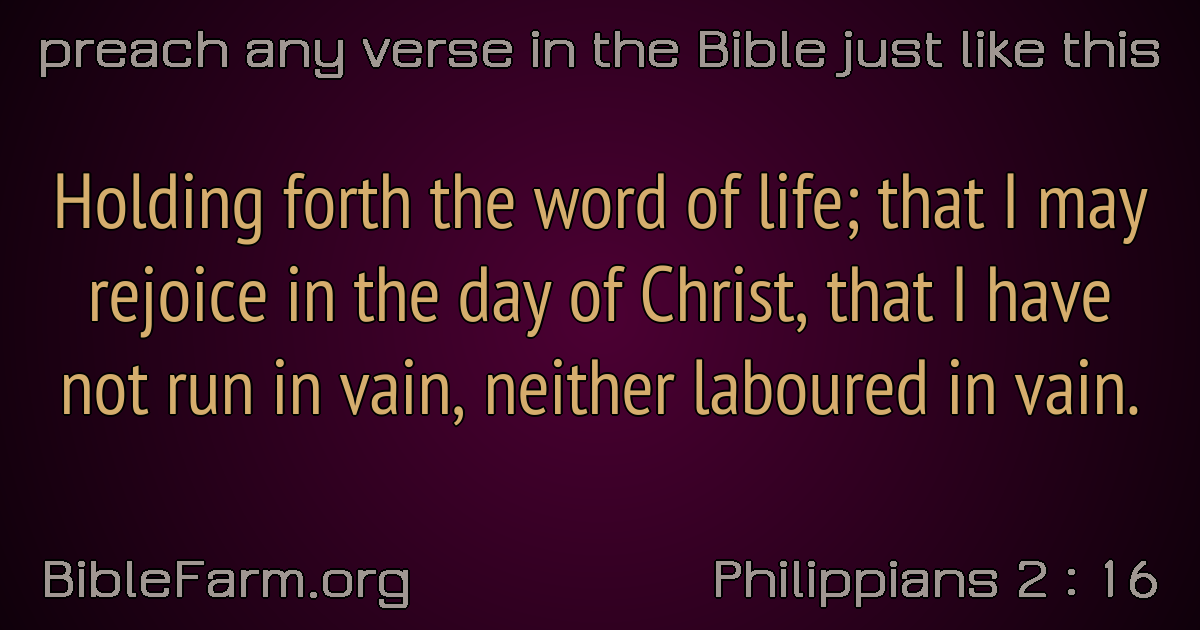 preach any verse in the Bible just like this
Holding forth the word of life; that I may
rejoice in the day of Christ, that I have
not run in vain, neither laboured in vain.
BibleFarm.org
Philippians 2 : 16